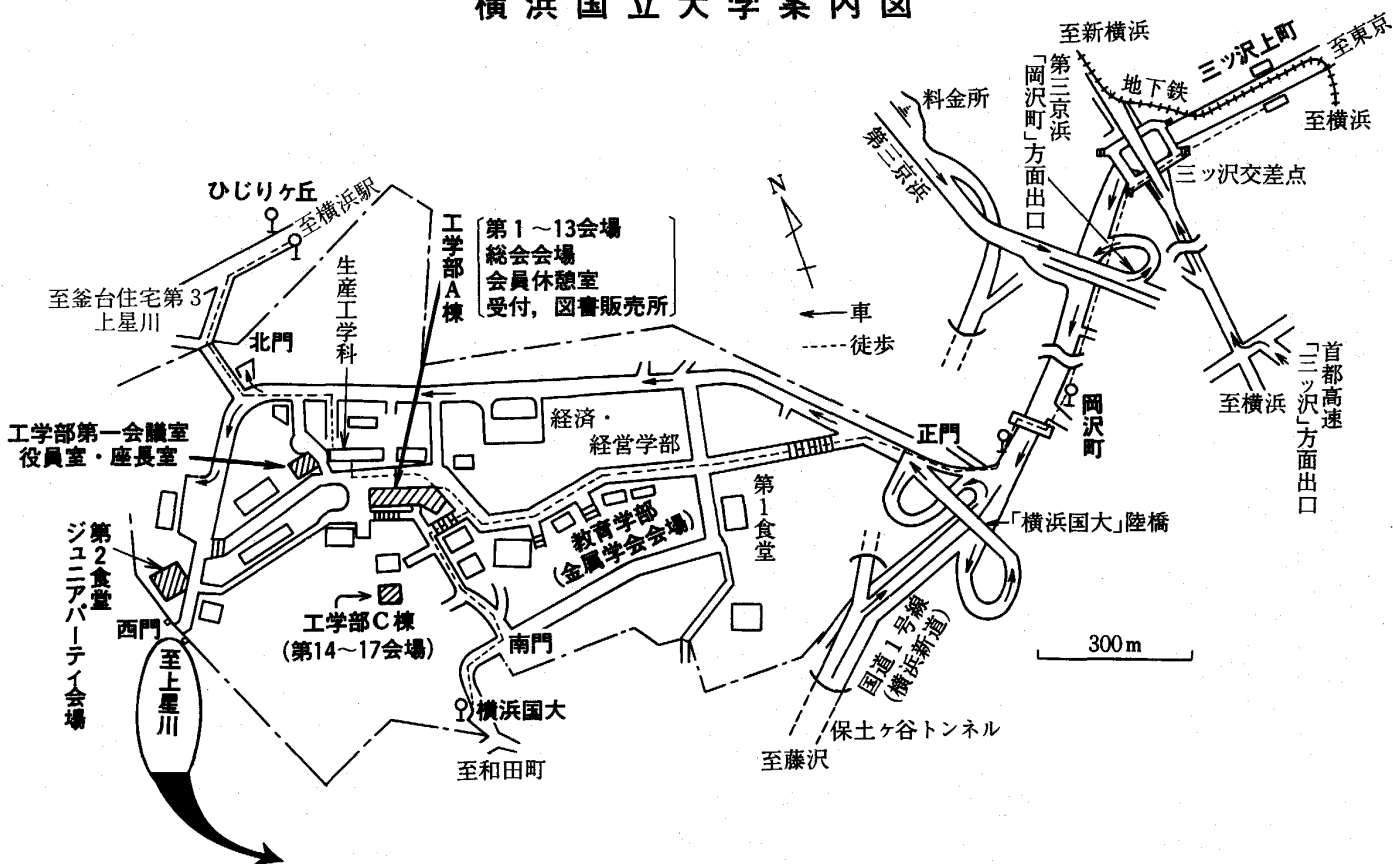 横浜国立大学案内図
至新横浜
三ッ沢上町
至東京
地下鉄
至横浜
第三京浜
「岡沢町」方面出口
料金所
第三京浜
三ッ沢交差点
首都高速
「三ッ沢」方面出口
至横浜
N
車
徒歩
岡沢町
正門
「横浜国大」陸橋
国道1号線
(横浜新道)
300m
保土ヶ谷トンネル
至藤沢
ひじりヶ丘
至横浜駅
至釜台住宅第3
上星川
北門
生産工学科
工学部A棟
第1~13会場
総会会場
会員休憩室
受付,図書販売所
経済・
経営学部
工学部第一会議室
役員室・座長室
教育学部
(金属学会会場)
第1食堂
第2食堂
ジュニアパーティ会場
西門
至上星川
工学部C棟
(第14~17会場)
南門
横浜国大
至和田町